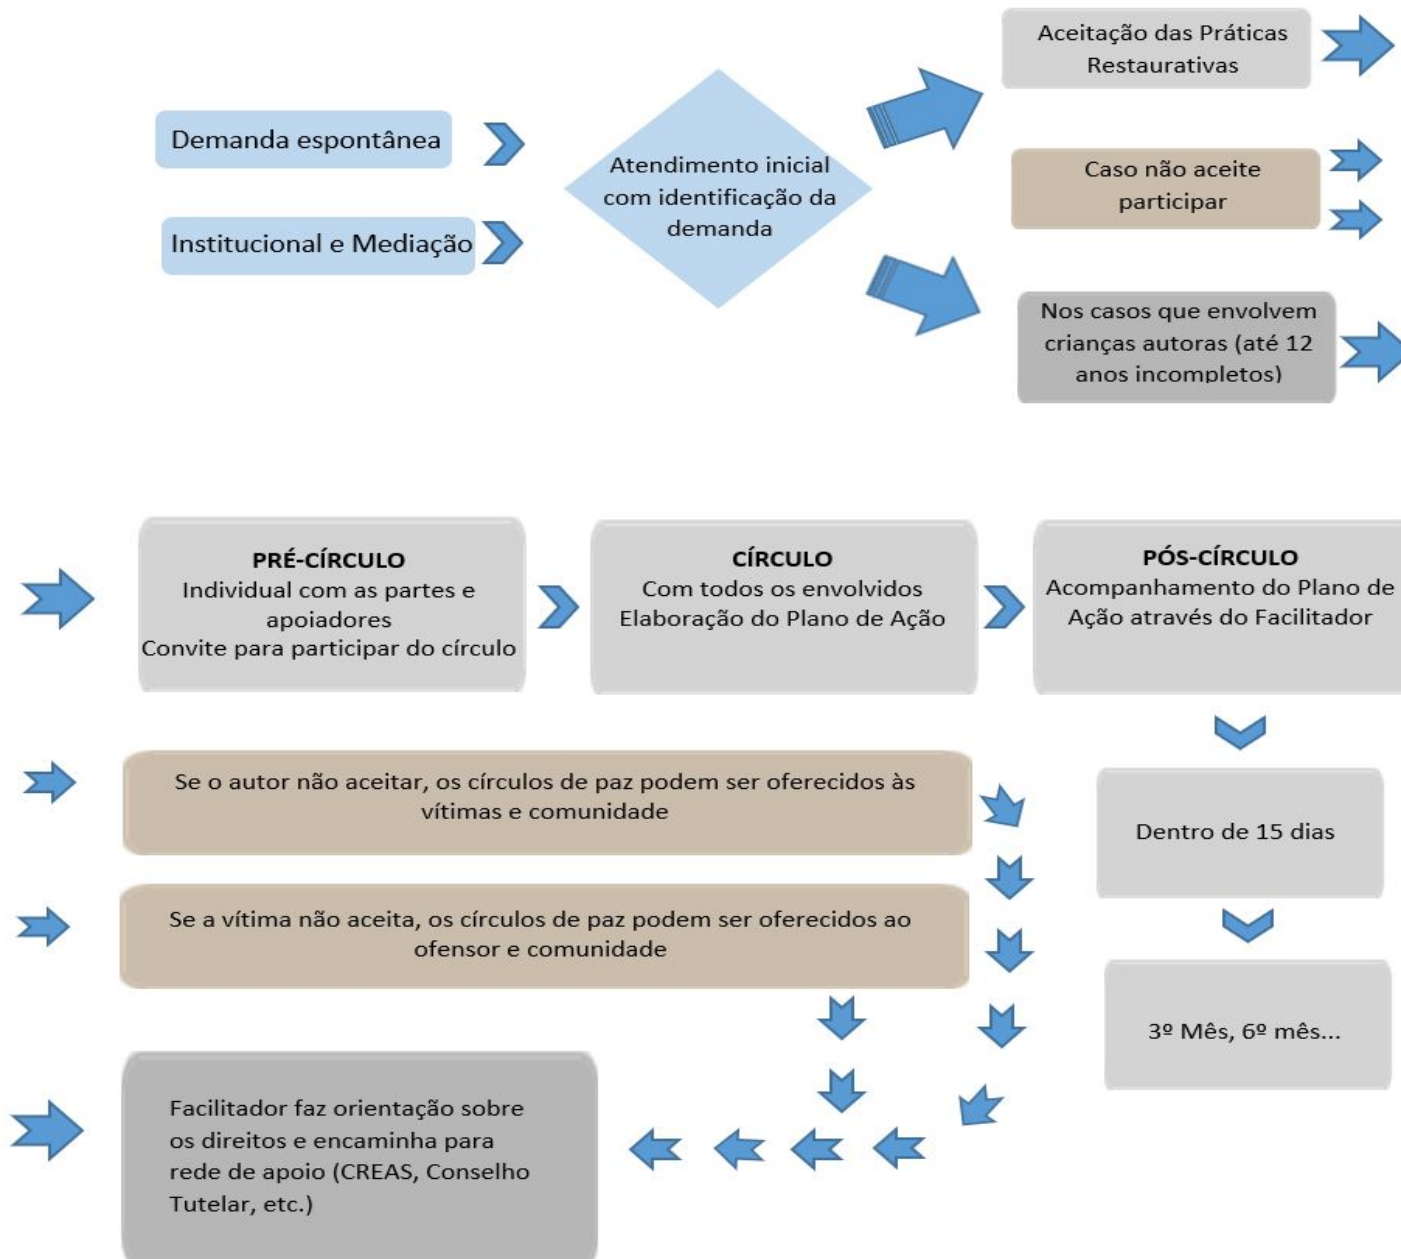 Aceitação das Práticas
Restaurativas
Demanda espontânea
Institucional e Mediação
Atendimento inicial
com identificação da
demanda
Caso não aceite
participar
Nos casos que envolvem
crianças autoras (até 12
anos incompletos)
PRÉ-CÍRCULO
Individual com as partes e
apoiadores
Convite para participar do círculo
CÍRCULO
Com todos os envolvidos
Elaboração do Plano de Ação
PÓS-CÍRCULO
Acompanhamento do Plano de
Ação através do Facilitador
Se o autor não aceitar, os círculos de paz podem ser oferecidos às
vítimas e comunidade
Dentro de 15 dias
Se a vítima não aceita, os círculos de paz podem ser oferecidos ao
ofensor e comunidade
3º Mês, 6º mês...
Facilitador faz orientação sobre
os direitos e encaminha para
rede de apoio (CREAS, Conselho
Tutelar, etc.)